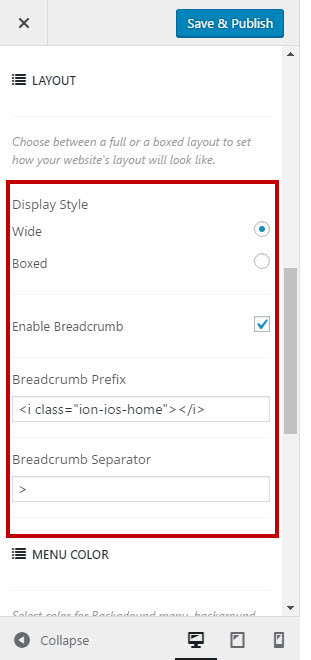 Save & Publish
LAYOUT
Choose between a full or a boxed layout to set
how your website's layout will look like.
Display Style
Wide
Boxed
Enable Breadcrumb
Breadcrumb Prefix
<i class="ion-ios-home"></i>
Breadcrumb Separator
>
MENU COLOR
Select color for Backgdound menu, background
Collapse